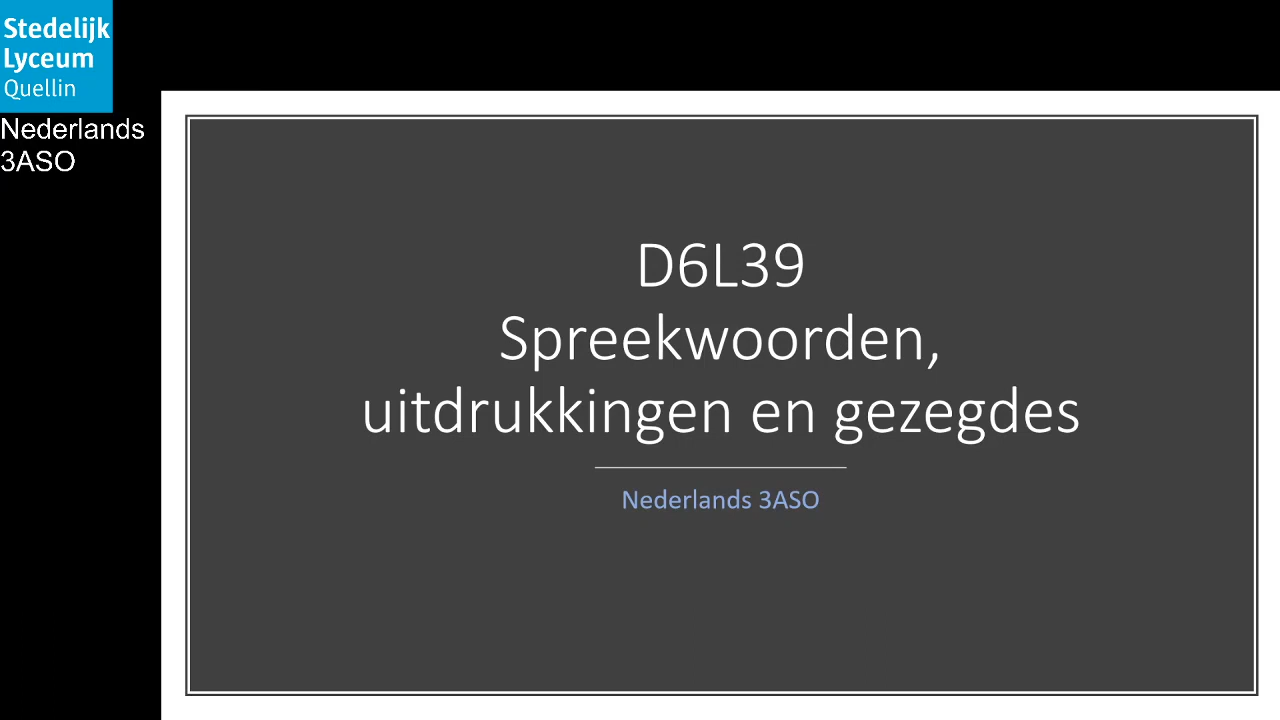 Stedelijk
Lyceum
Quellin
Nederlands
3ASO
D6L39
Spreekwoorden,
uitdrukkingen en gezegdes
Nederlands 3ASO